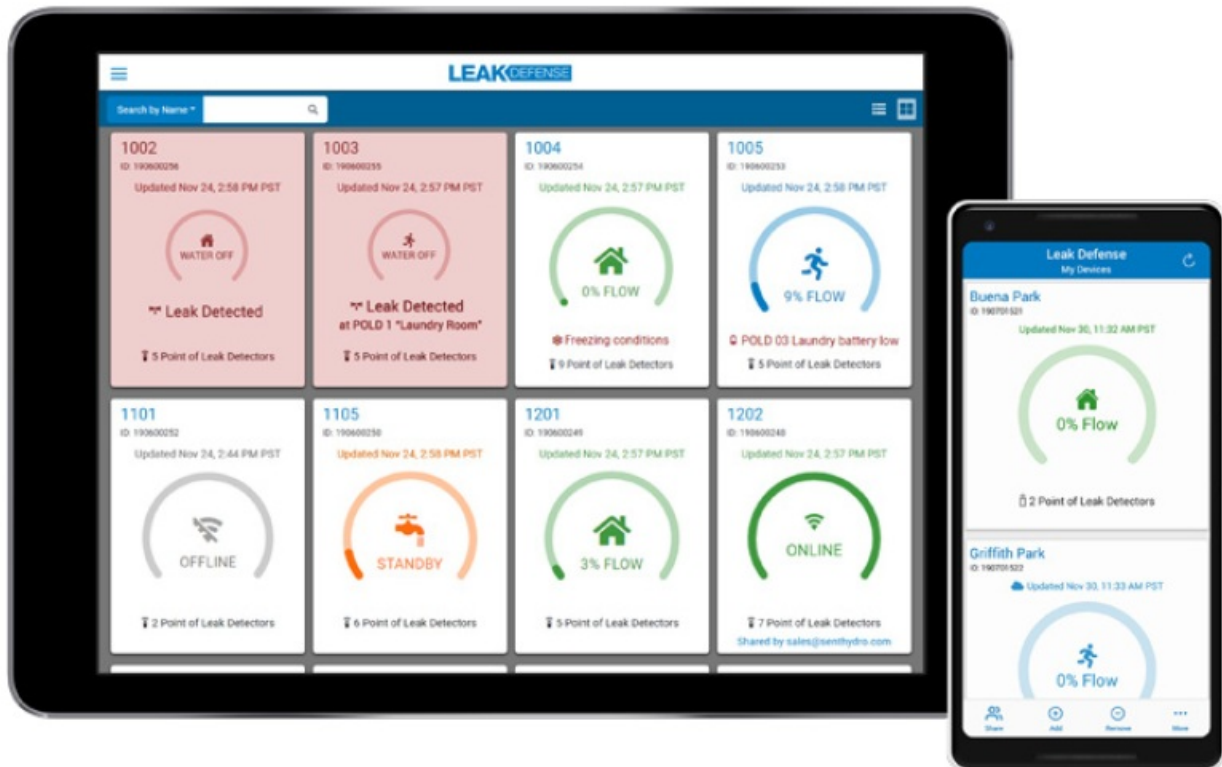 LEAK DEFENSE
Search by Name
1002
ID: 190600256
Updated Nov 24, 2:58 PM PST
WATER OFF
Leak Detected
5 Point of Leak Detectors
1003
ID: 190600255
Updated Nov 24, 2:57 PM PST
WATER OFF
Leak Detected
at POLD 1 "Laundry Room"
5 Point of Leak Detectors
1004
ID: 190600254
Updated Nov 24, 2:57 PM PST
0% FLOW
Freezing conditions
9 Point of Leak Detectors
1005
ID: 190600253
Updated Nov 24, 2:58 PM PST
9% FLOW
POLD 03 Laundry battery low
5 Point of Leak Detectors
1101
ID: 190600252
Updated Nov 24, 2:44 PM PST
OFFLINE
2 Point of Leak Detectors
1105
ID: 190600250
Updated Nov 24, 2:58 PM PST
STANDBY
6 Point of Leak Detectors
1201
ID: 190600249
Updated Nov 24, 2:57 PM PST
3% FLOW
5 Point of Leak Detectors
1202
ID: 190600248
Updated Nov 24, 2:57 PM PST
ONLINE
7 Point of Leak Detectors
Shared by sales@senthydro.com
Leak Defense
My Devices
Buena Park
ID: 190701521
Updated Nov 30, 11:32 AM PST
0% Flow
2 Point of Leak Detectors
Griffith Park
ID: 190701522
Updated Nov 30, 11:33 AM PST
0% Flow
Share
Add
Remove
More